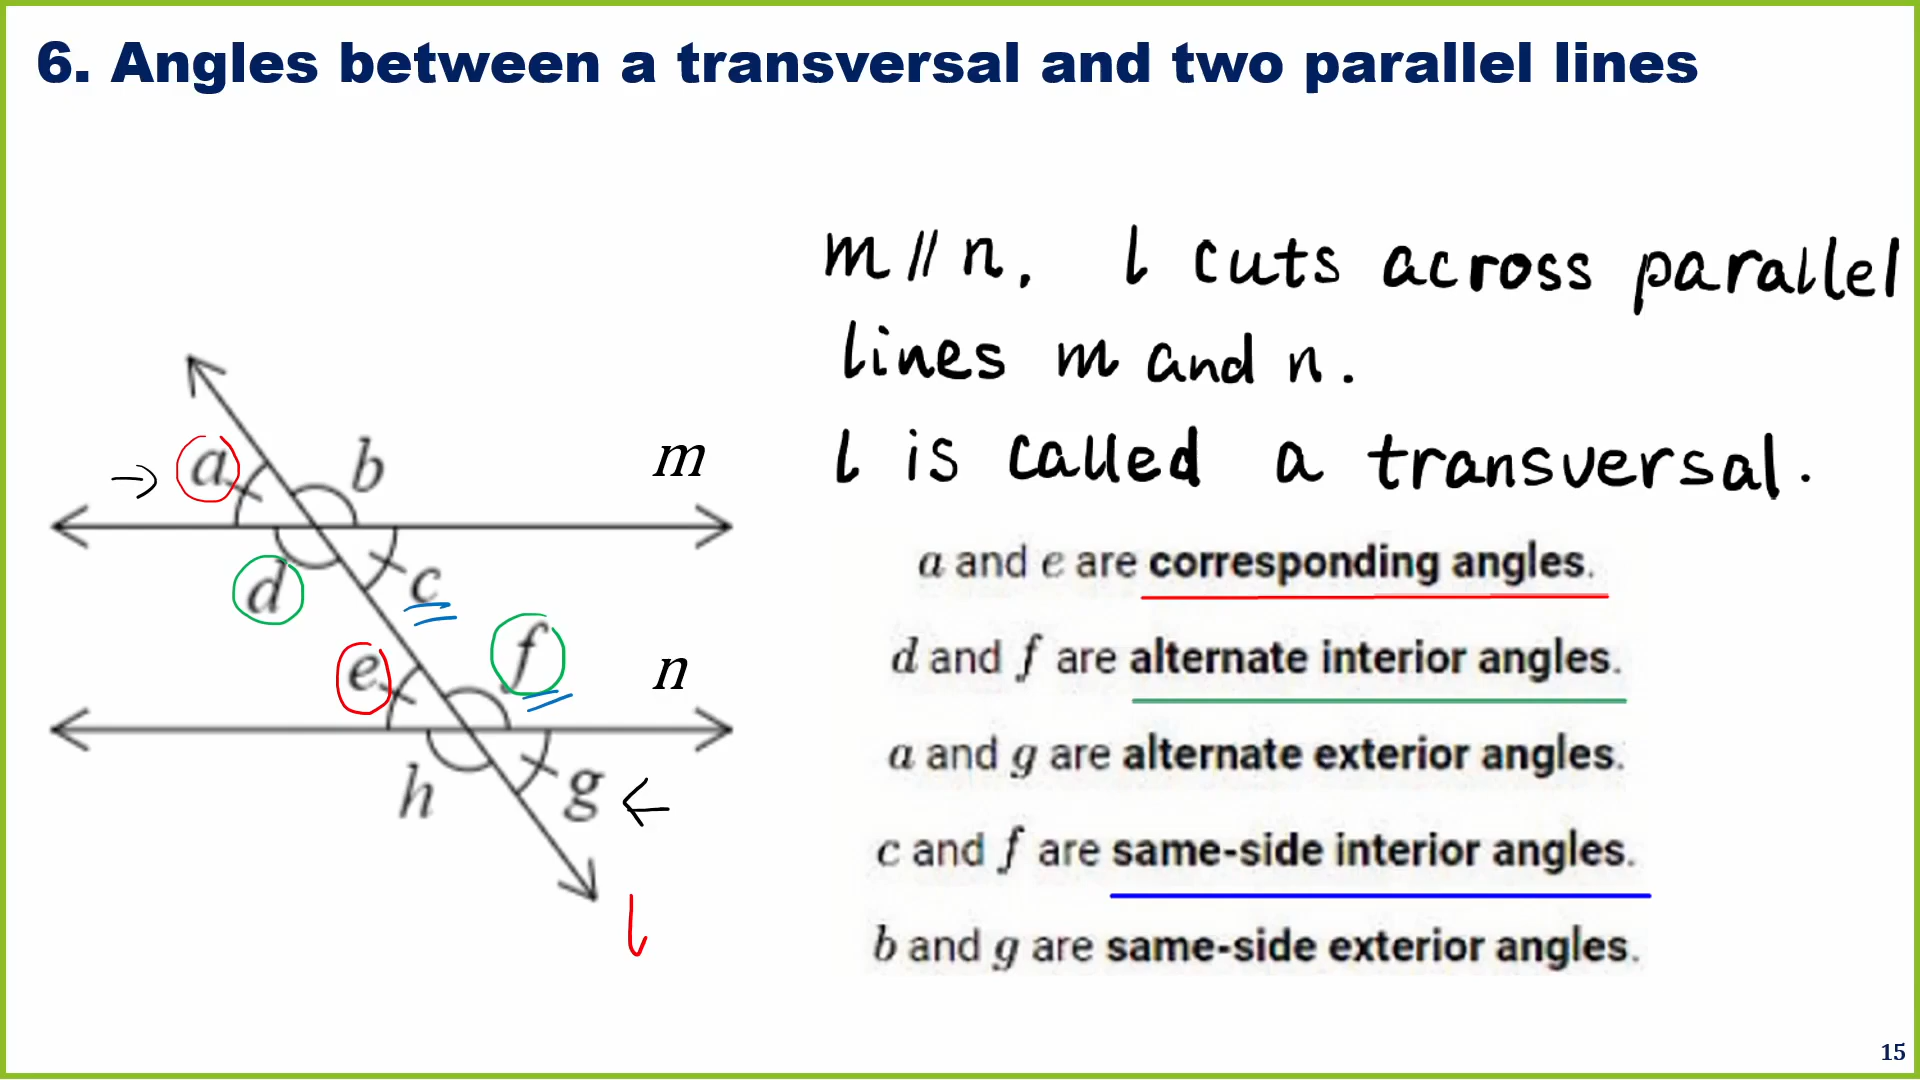 6. Angles between a transversal and two parallel lines
m // n, l cuts across parallel
lines m and n.
l is called a transversal.
a
b
m
d
c
e
f
n
h
g
l
a and e are corresponding angles.
d and f are alternate interior angles.
a and g are alternate exterior angles.
c and f are same-side interior angles.
b and g are same-side exterior angles.
15